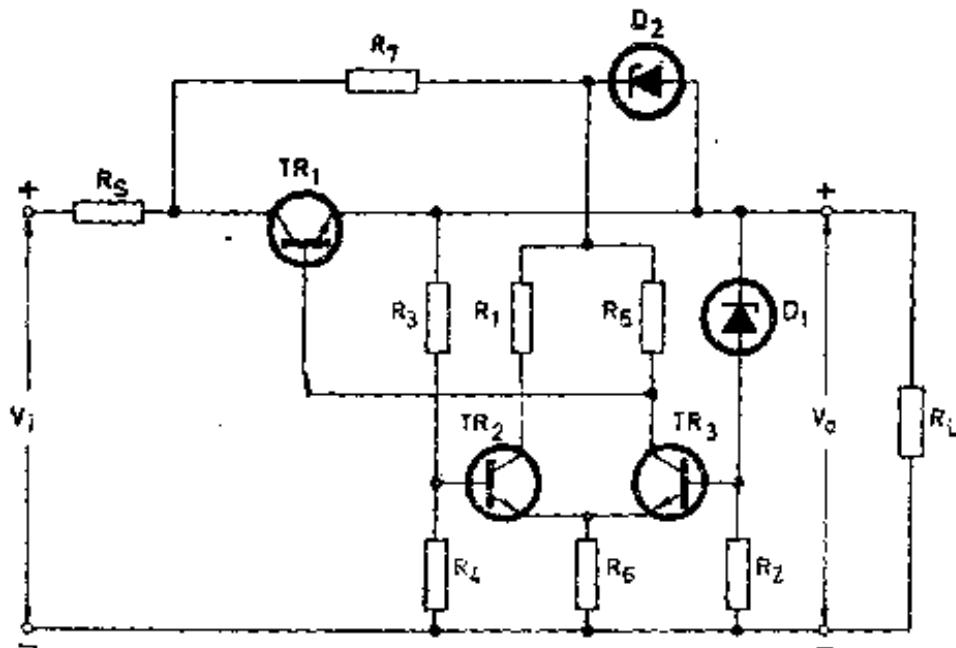 D2
R7
+ RS TR1 +
R3 R1 R5 D1
Vi TR2 TR3 Vo RL
R4 R6 R2
– –